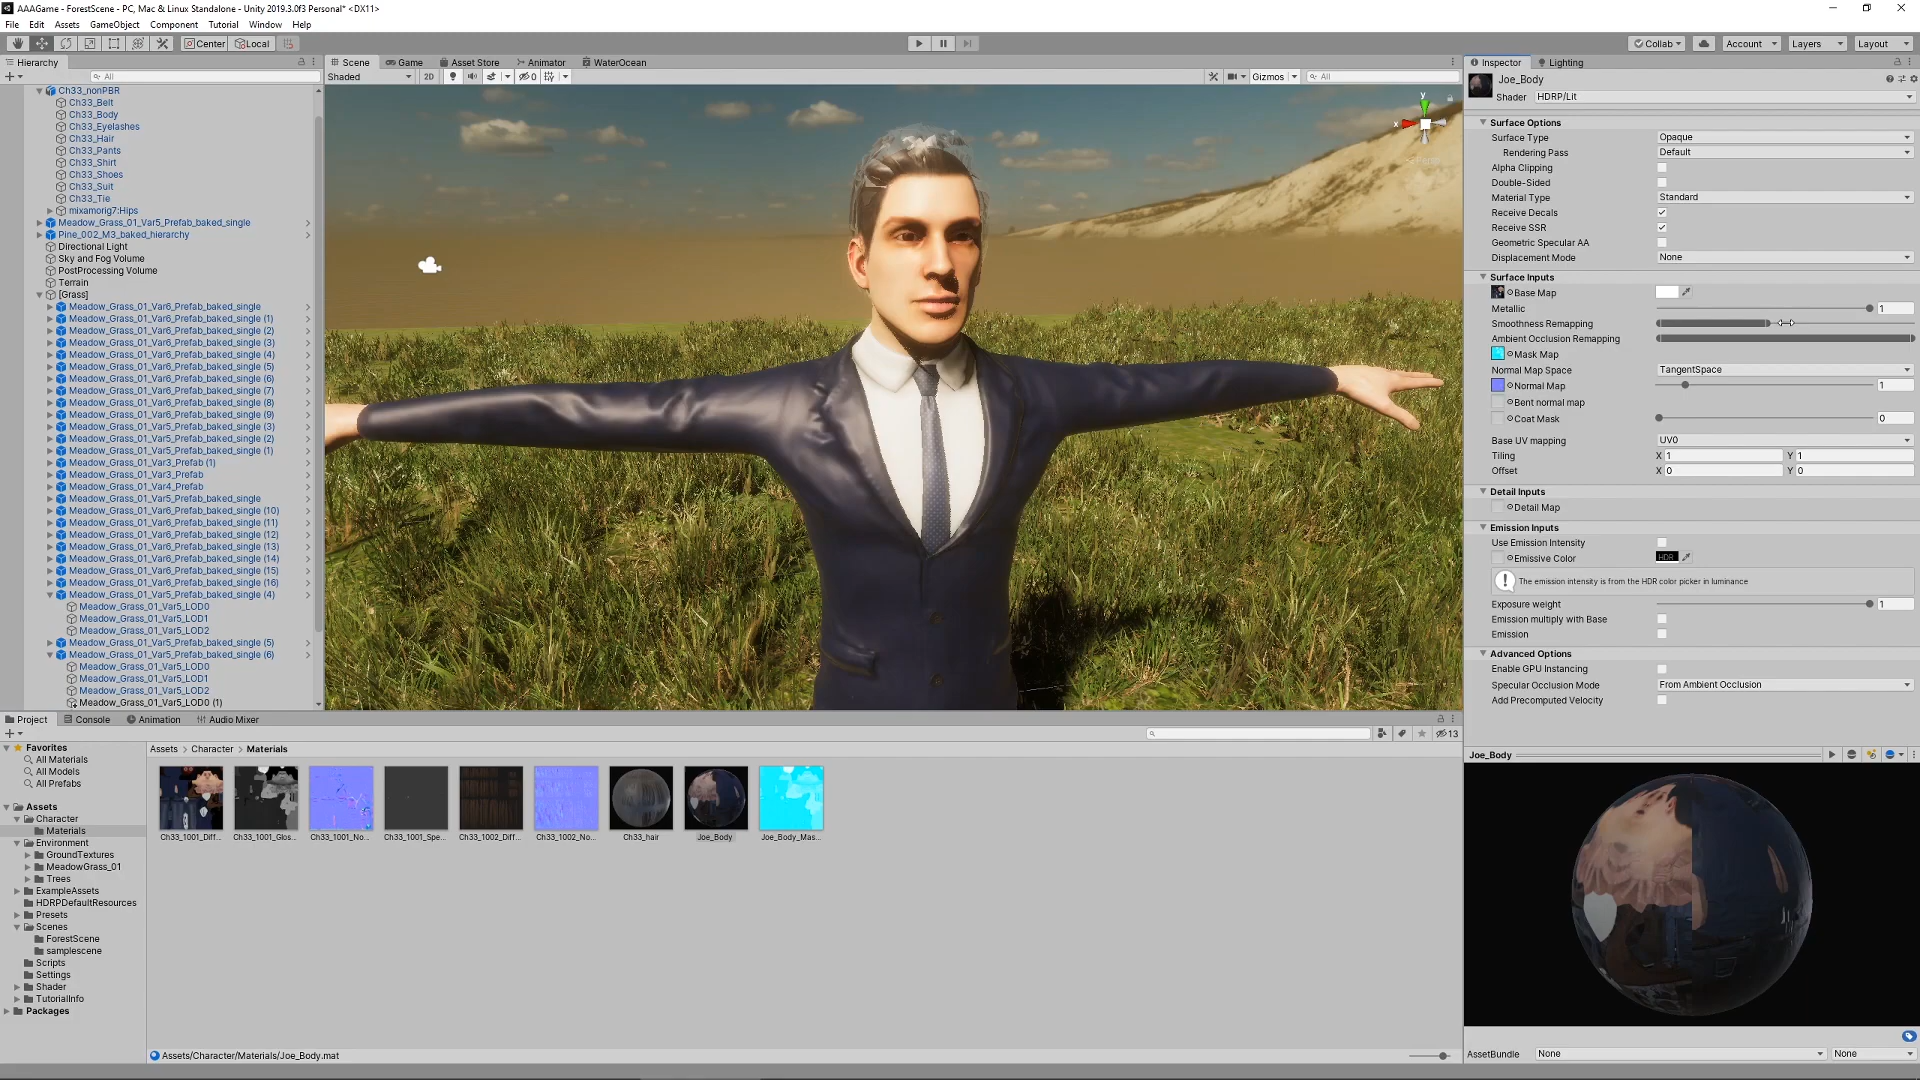 AAAGame - ForestScene - PC, Mac & Linux Standalone - Unity 2019.3.0f3 Personal* <DX11>
File Edit Assets GameObject Component Tutorial Window Help
Center Local Collab Account Layers Layout
Hierarchy
All
Ch33_nonPBR
Ch33_Belt
Ch33_Body
Ch33_Eyelashes
Ch33_Hair
Ch33_Pants
Ch33_Shirt
Ch33_Shoes
Ch33_Suit
Ch33_Tie
mixamorig7:Hips
Meadow_Grass_01_Var5_Prefab_baked_single
Pine_002_M3_baked_hierarchy
Directional Light
Sky and Fog Volume
PostProcessing Volume
Terrain
[Grass]
Meadow_Grass_01_Var6_Prefab_baked_single
Meadow_Grass_01_Var6_Prefab_baked_single (1)
Meadow_Grass_01_Var6_Prefab_baked_single (2)
Meadow_Grass_01_Var6_Prefab_baked_single (3)
Meadow_Grass_01_Var6_Prefab_baked_single (4)
Meadow_Grass_01_Var6_Prefab_baked_single (5)
Meadow_Grass_01_Var6_Prefab_baked_single (6)
Meadow_Grass_01_Var6_Prefab_baked_single (7)
Meadow_Grass_01_Var6_Prefab_baked_single (8)
Meadow_Grass_01_Var6_Prefab_baked_single (9)
Meadow_Grass_01_Var5_Prefab_baked_single (3)
Meadow_Grass_01_Var5_Prefab_baked_single (2)
Meadow_Grass_01_Var5_Prefab_baked_single (1)
Meadow_Grass_01_Var3_Prefab (1)
Meadow_Grass_01_Var3_Prefab
Meadow_Grass_01_Var4_Prefab
Meadow_Grass_01_Var5_Prefab_baked_single
Meadow_Grass_01_Var6_Prefab_baked_single (10)
Meadow_Grass_01_Var6_Prefab_baked_single (11)
Meadow_Grass_01_Var6_Prefab_baked_single (12)
Meadow_Grass_01_Var6_Prefab_baked_single (13)
Meadow_Grass_01_Var6_Prefab_baked_single (14)
Meadow_Grass_01_Var6_Prefab_baked_single (15)
Meadow_Grass_01_Var6_Prefab_baked_single (16)
Meadow_Grass_01_Var5_Prefab_baked_single (4)
Meadow_Grass_01_Var5_LOD0
Meadow_Grass_01_Var5_LOD1
Meadow_Grass_01_Var5_LOD2
Meadow_Grass_01_Var5_Prefab_baked_single (5)
Meadow_Grass_01_Var5_Prefab_baked_single (6)
Meadow_Grass_01_Var5_LOD0
Meadow_Grass_01_Var5_LOD1
Meadow_Grass_01_Var5_LOD2
Meadow_Grass_01_Var5_LOD0 (1)
Scene Game Asset Store Animator WaterOcean
Shaded 2D 0 Gizmos All
y
x
Inspector Lighting
Joe_Body
Shader HDRP/Lit
Surface Options
Surface Type Opaque
Rendering Pass Default
Alpha Clipping
Double-Sided
Material Type Standard
Receive Decals
Receive SSR
Geometric Specular AA
Displacement Mode None
Surface Inputs
Base Map
Metallic 1
Smoothness Remapping
Ambient Occlusion Remapping
Mask Map
Normal Map Space TangentSpace
Normal Map 1
Bent normal map
Coat Mask 0
Base UV mapping UV0
Tiling X 1 Y 1
Offset X 0 Y 0
Detail Inputs
Detail Map
Emission Inputs
Use Emission Intensity
Emissive Color HDR
The emission intensity is from the HDR color picker in luminance
Exposure weight 1
Emission multiply with Base
Emission
Advanced Options
Enable GPU Instancing
Specular Occlusion Mode From Ambient Occlusion
Add Precomputed Velocity
Joe_Body
AssetBundle None None
Project Console Animation Audio Mixer
13
Favorites
All Materials
All Models
All Prefabs
Assets
Character
Materials
Environment
GroundTextures
MeadowGrass_01
Trees
ExampleAssets
HDRPDefaultResources
Presets
Scenes
ForestScene
samplescene
Scripts
Settings
Shader
TutorialInfo
Packages
Assets > Character > Materials
Ch33_1001_Diff... Ch33_1001_Glos... Ch33_1001_No... Ch33_1001_Spe... Ch33_1002_Diff... Ch33_1002_No... Ch33_hair Joe_Body Joe_Body_Mas...
Assets/Character/Materials/Joe_Body.mat